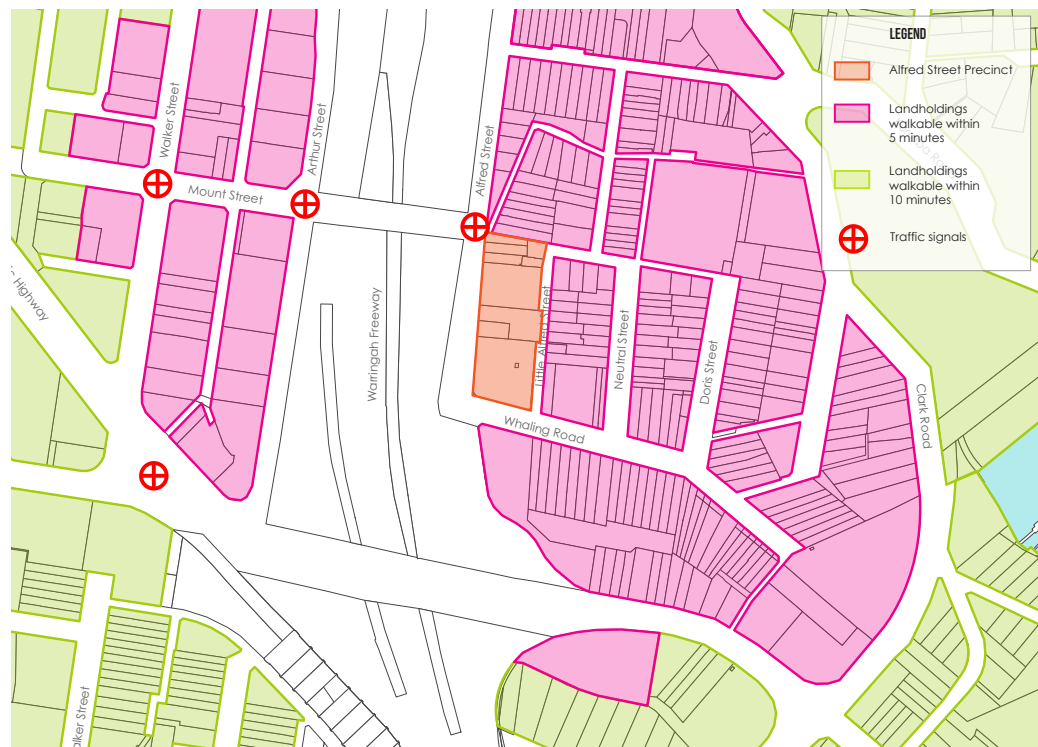 LEGEND
Alfred Street Precinct
Landholdings
walkable within
5 minutes
Landholdings
walkable within
10 minutes
Traffic signals
Walker Street
Arthur Street
Alfred Street
Mount Street
Highway
Warringah Freeway
Little Alfred Street
Neutral Street
Doris Street
Clark Road
Whaling Road
alker Street